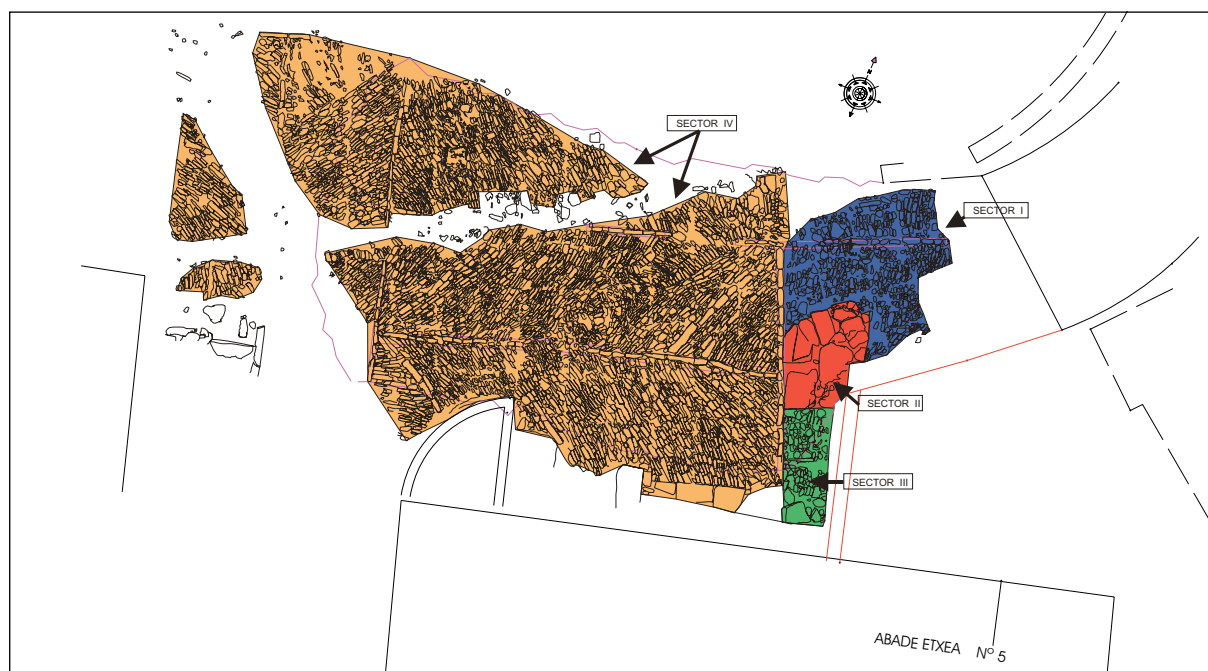 SECTOR IV
SECTOR I
SECTOR II
SECTOR III
ABADE ETXEA Nº 5